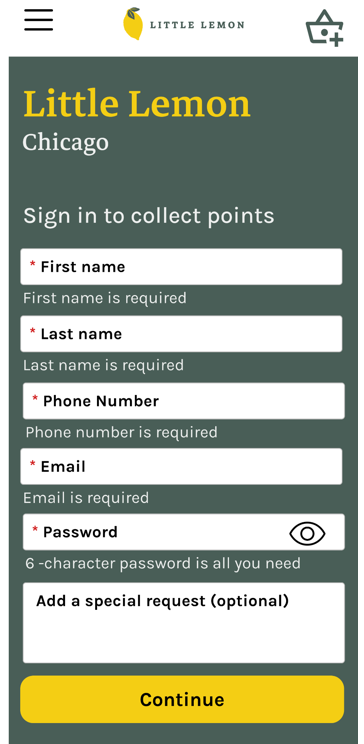 LITTLE LEMON
Little Lemon
Chicago
Sign in to collect points
* First name
First name is required
* Last name
Last name is required
* Phone Number
Phone number is required
* Email
Email is required
* Password
6 -character password is all you need
Add a special request (optional)
Continue